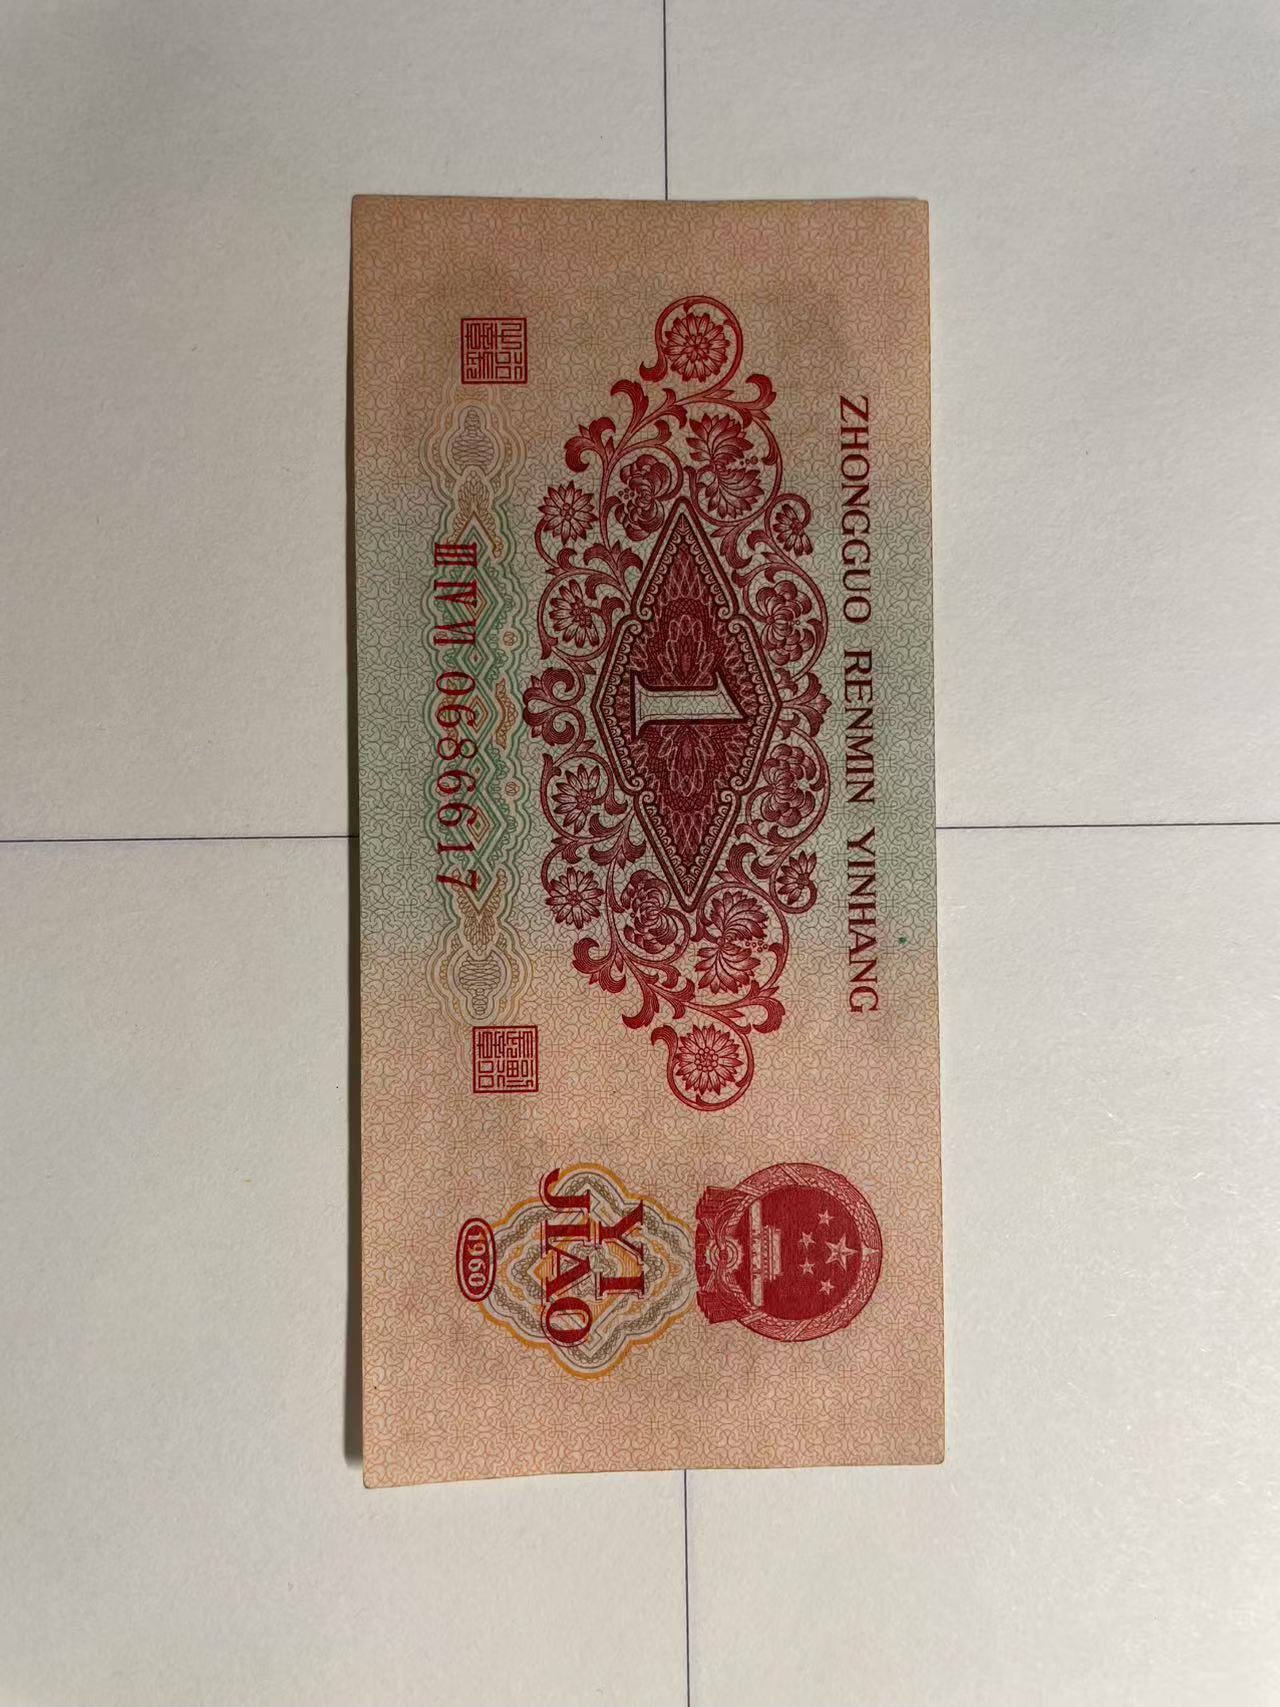 ZHONGGUO RENMIN YINHANG
1
YI
JIAO
ⅢⅣⅥ 0686617
1960